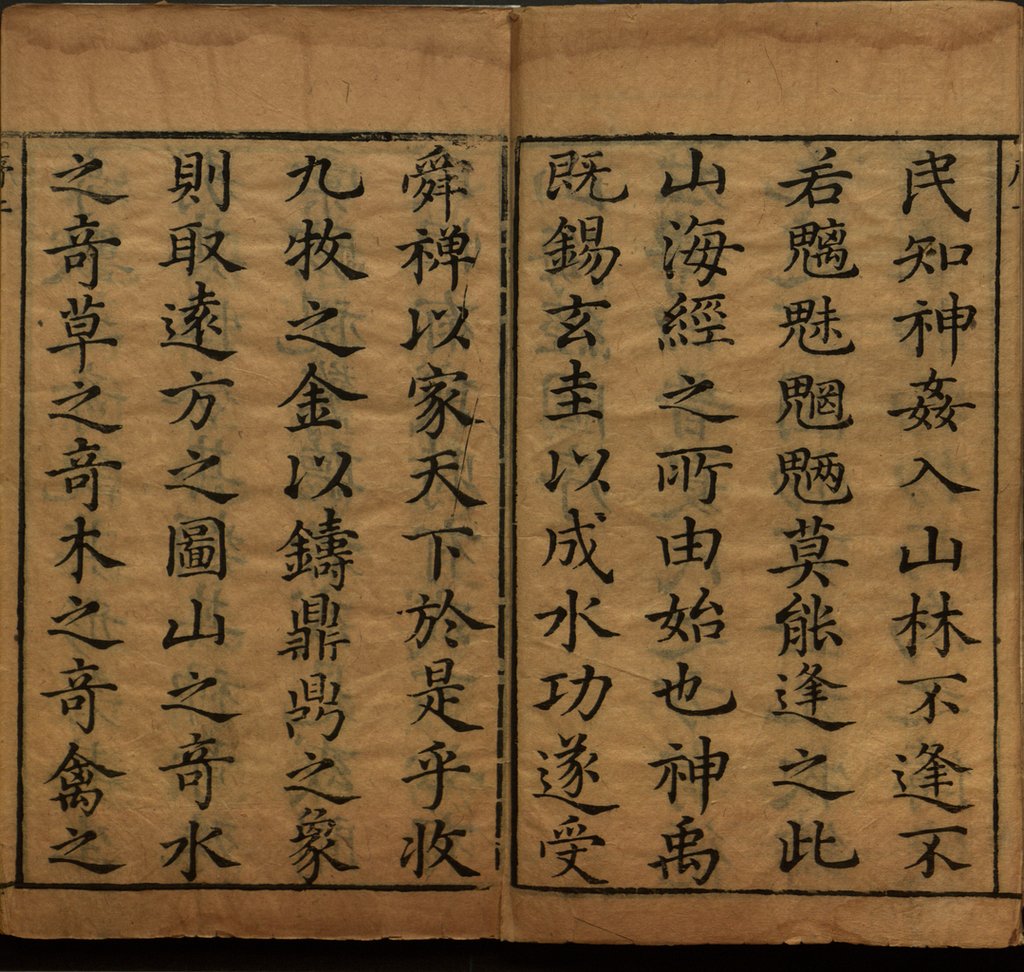 民知神姦入山林不逢不
若魑魅魍魎莫能逢之此
山海經之所由始也神禹
既錫玄圭以成水功遂受
舜禪以家天下於是乎收
九牧之金以鑄鼎鼎之象
則取遠方之圖山之竒水
之竒草之竒木之竒禽之